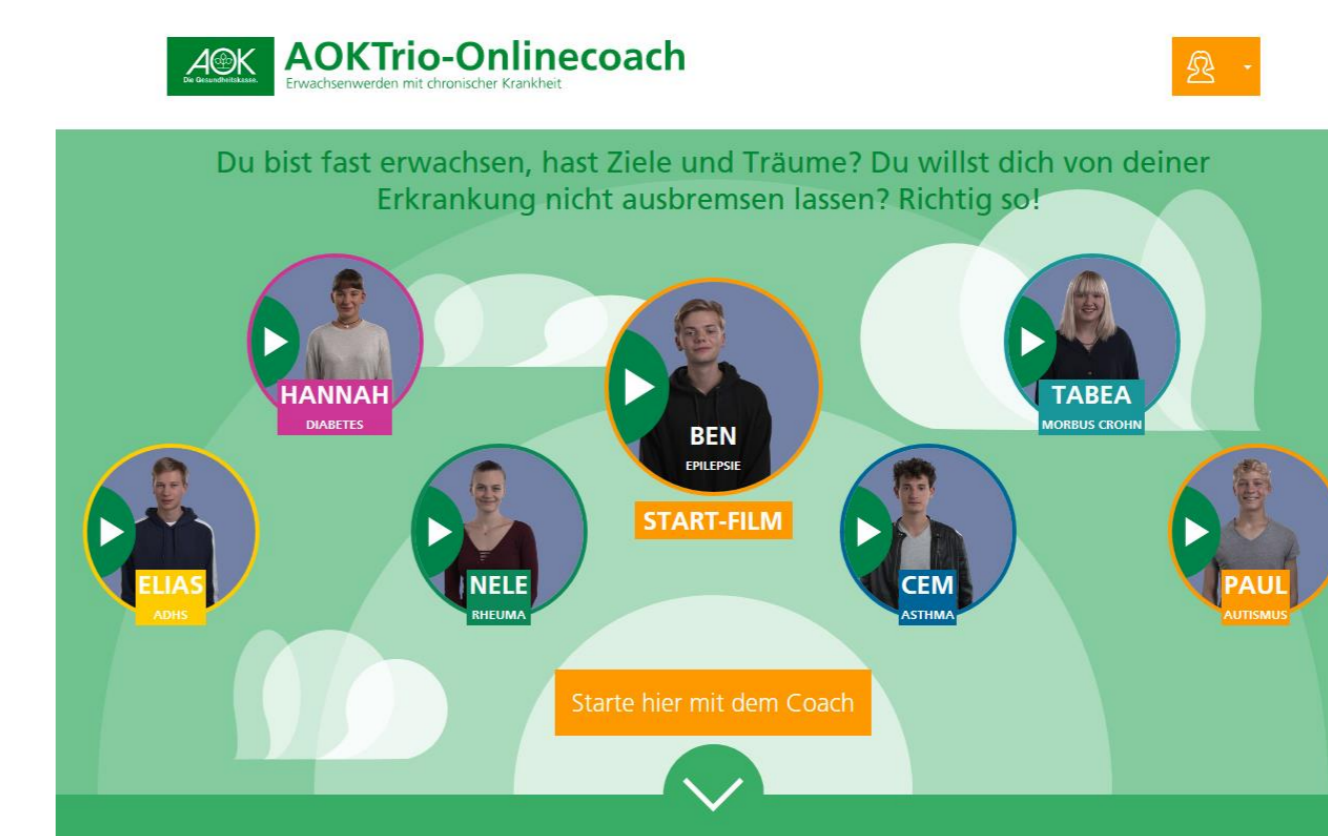 AOK
Die Gesundheitskasse.
AOKTrio-Onlinecoach
Erwachsenwerden mit chronischer Krankheit
Du bist fast erwachsen, hast Ziele und Träume? Du willst dich von deiner
Erkrankung nicht ausbremsen lassen? Richtig so!
HANNAH
DIABETES
BEN
EPILEPSIE
START-FILM
TABEA
MORBUS CROHN
ELIAS
ADHS
NELE
RHEUMA
CEM
ASTHMA
PAUL
AUTISMUS
Starte hier mit dem Coach